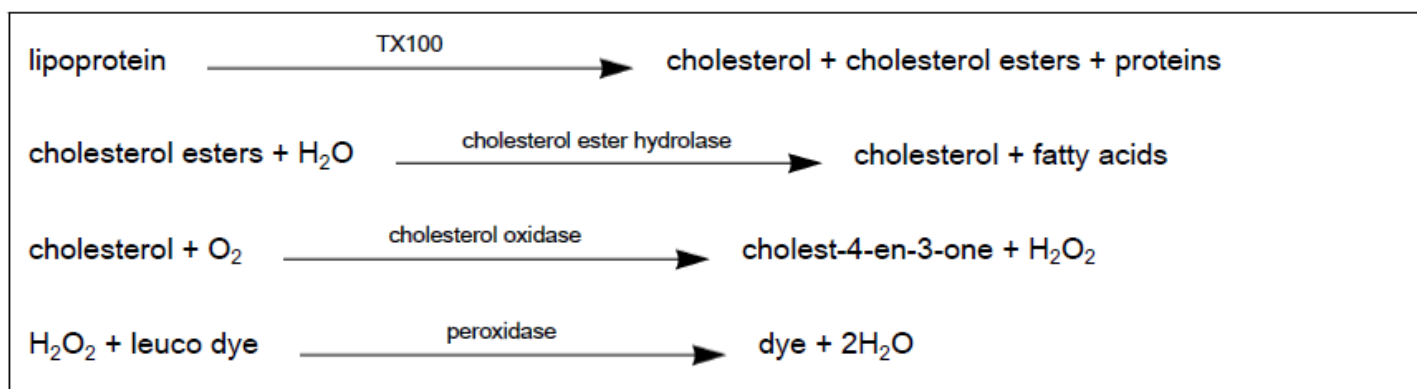 TX100
lipoprotein → cholesterol + cholesterol esters + proteins
cholesterol ester hydrolase
cholesterol esters + H₂O → cholesterol + fatty acids
cholesterol oxidase
cholesterol + O₂ → cholest-4-en-3-one + H₂O₂
peroxidase
H₂O₂ + leuco dye → dye + 2H₂O